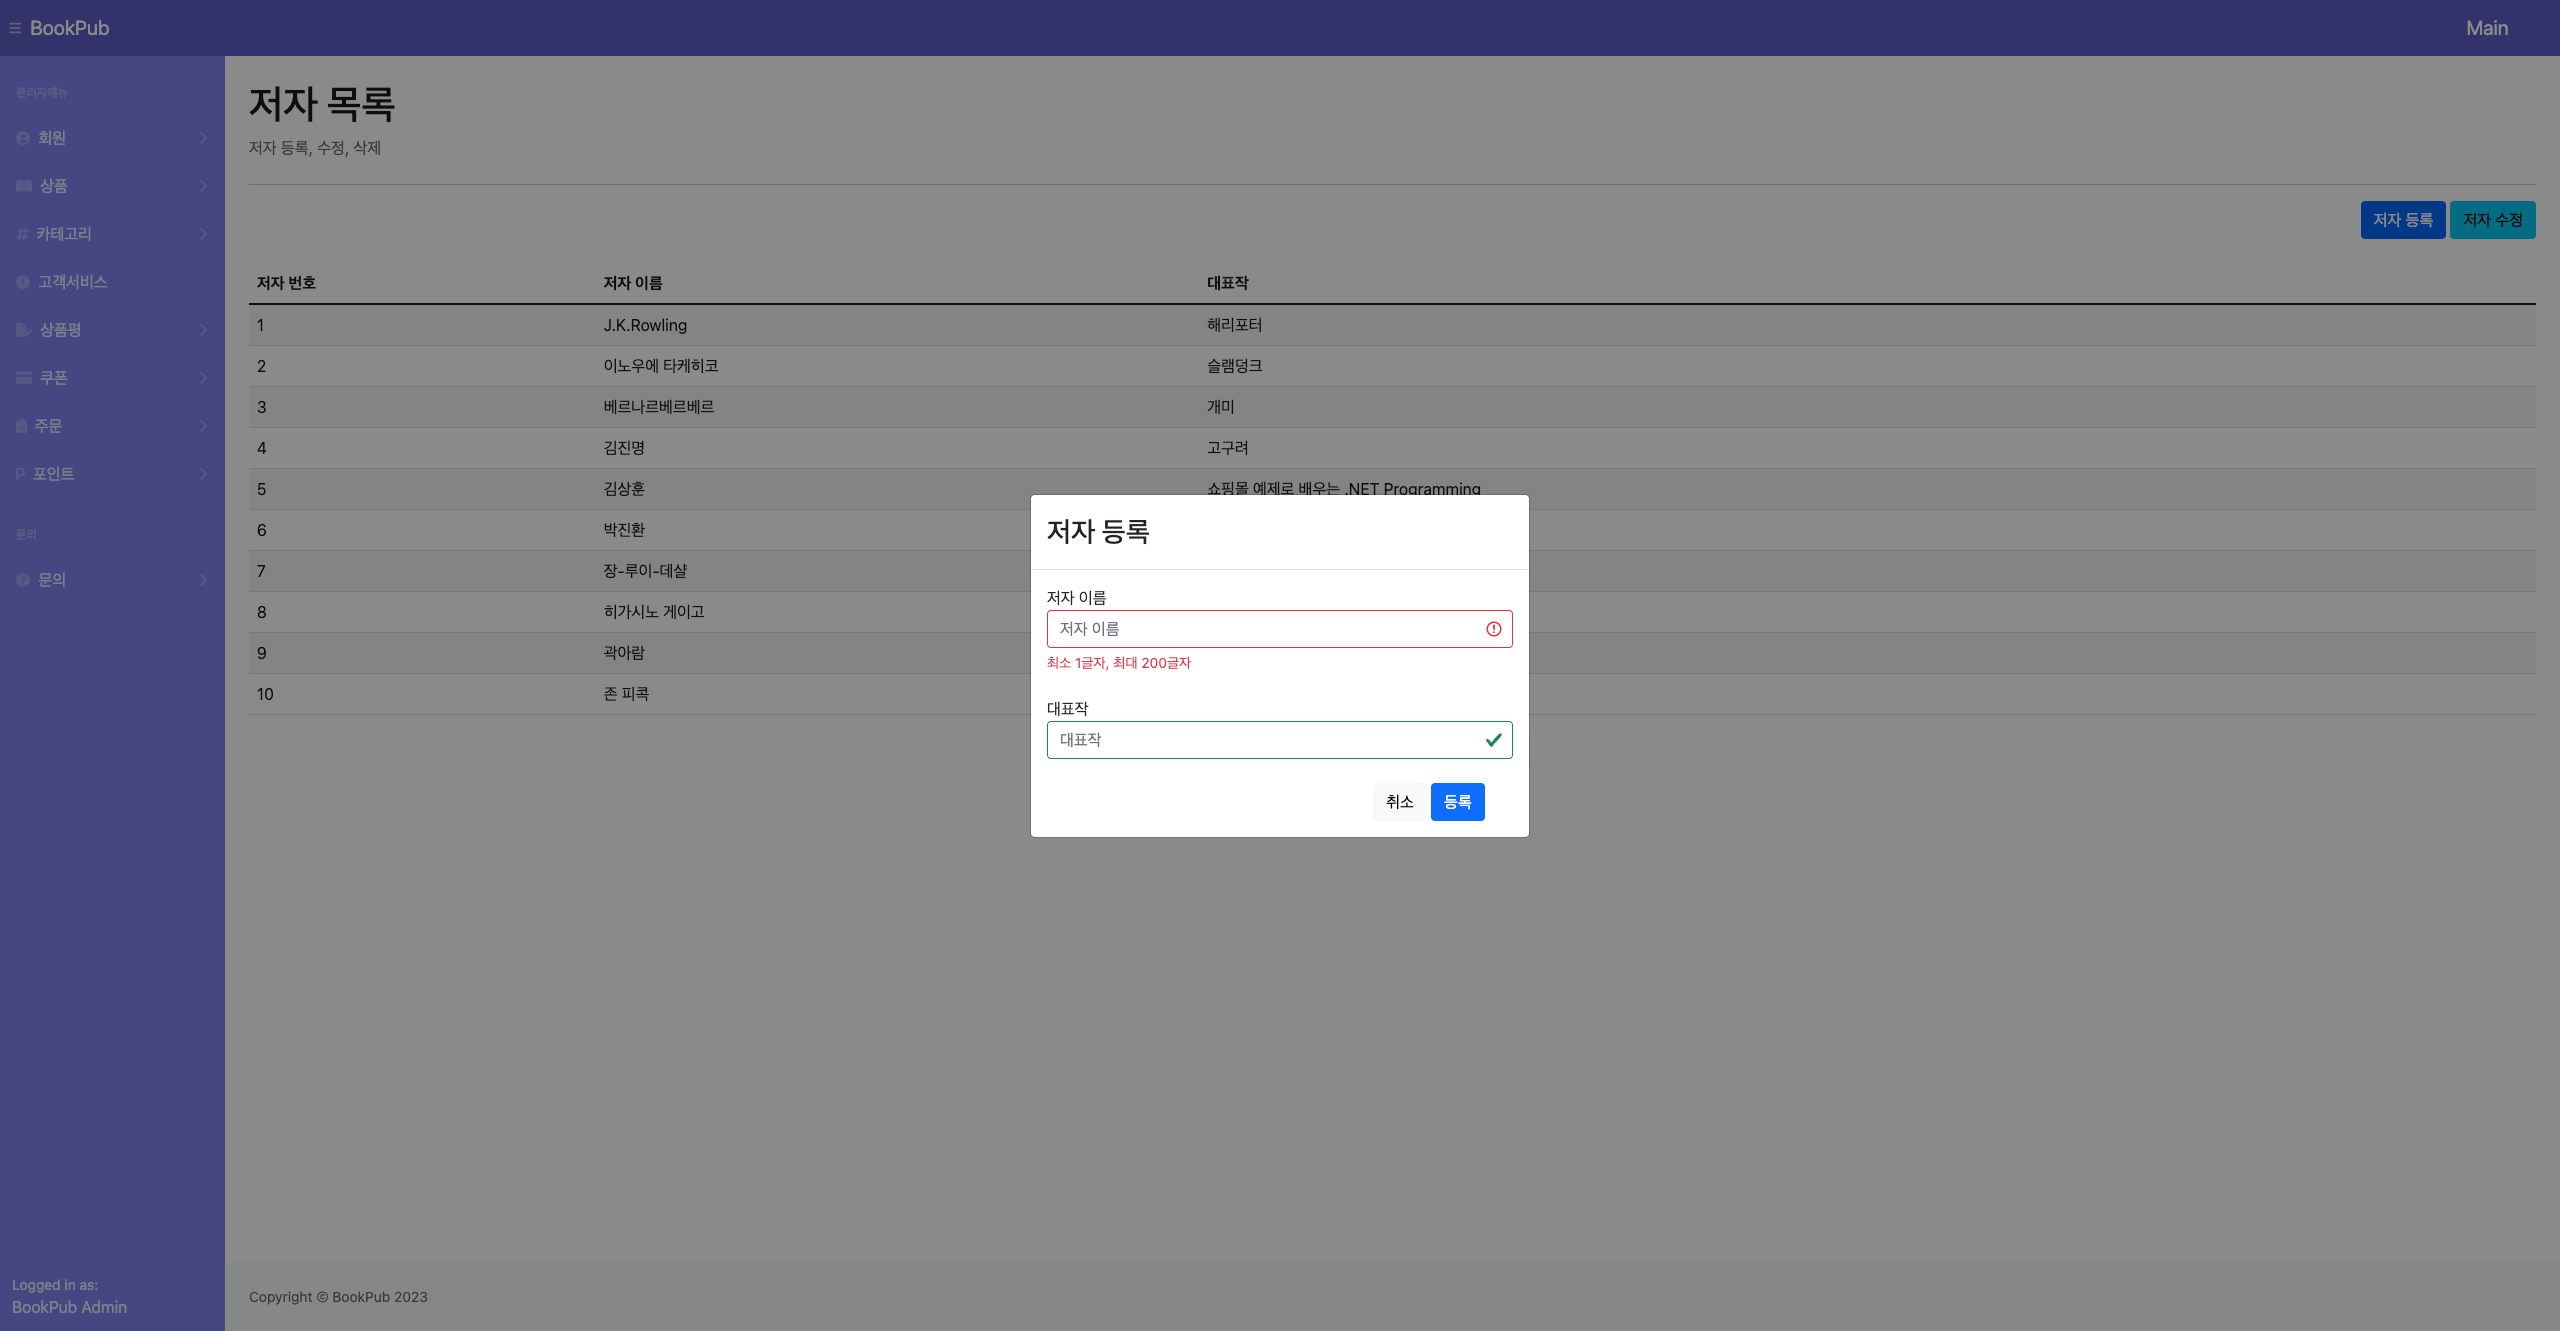 BookPub
Main
관리자메뉴
회원
상품
카테고리
고객서비스
상품평
쿠폰
주문
포인트
문의
문의
Logged in as:
BookPub Admin
저자 목록
저자 등록, 수정, 삭제
저자 등록 저자 수정
저자 번호 저자 이름 대표작
1 J.K.Rowling 해리포터
2 이노우에 타케히코 슬램덩크
3 베르나르베르베르 개미
4 김진명 고구려
5 김상훈 쇼핑몰 예제로 배우는 .NET Programming
6 박진환
7 장-루이-데샬
8 히가시노 게이고
9 곽아람
10 존 피콕
저자 등록
저자 이름
저자 이름
최소 1글자, 최대 200글자
대표작
대표작
취소 등록
Copyright © BookPub 2023